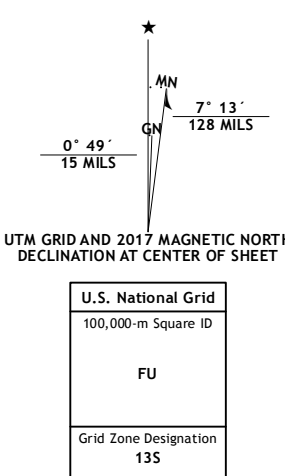 ★
MN
GN
7° 13´
128 MILS
0° 49´
15 MILS
UTM GRID AND 2017 MAGNETIC NORTH
DECLINATION AT CENTER OF SHEET
U.S. National Grid
100,000-m Square ID
FU
Grid Zone Designation
13S